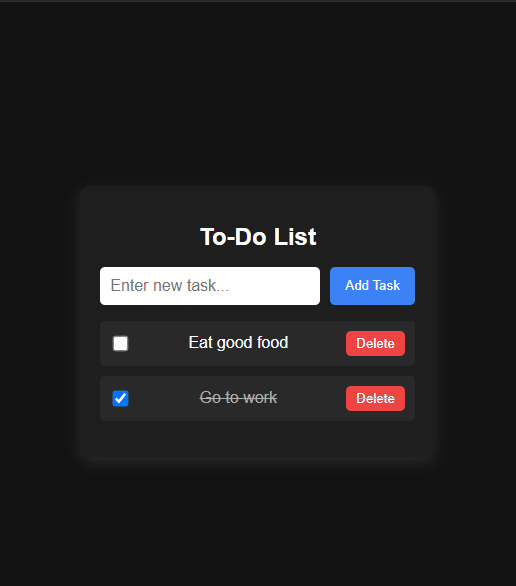 To-Do List
Enter new task...
Add Task
Eat good food
Delete
Go to work
Delete